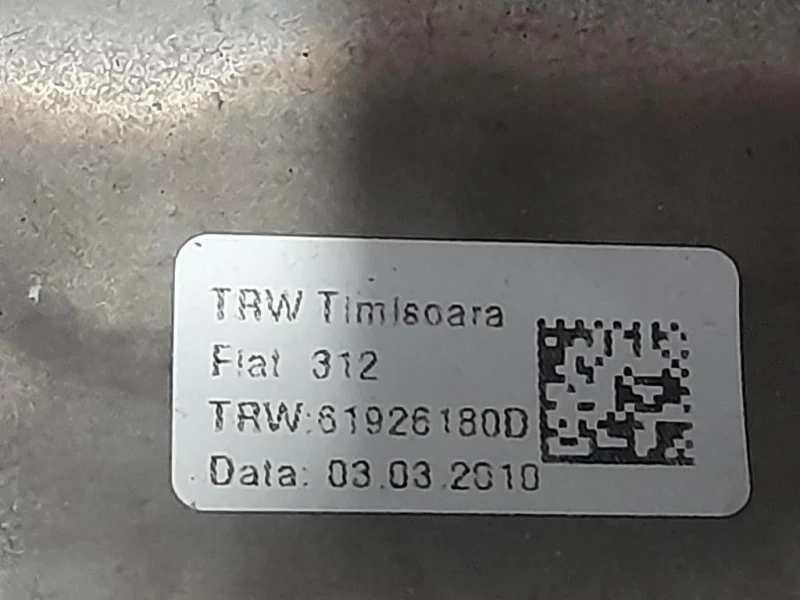 TRW Timisoara
Fiat 312
TRW:61926180D
Data: 03.03.2010